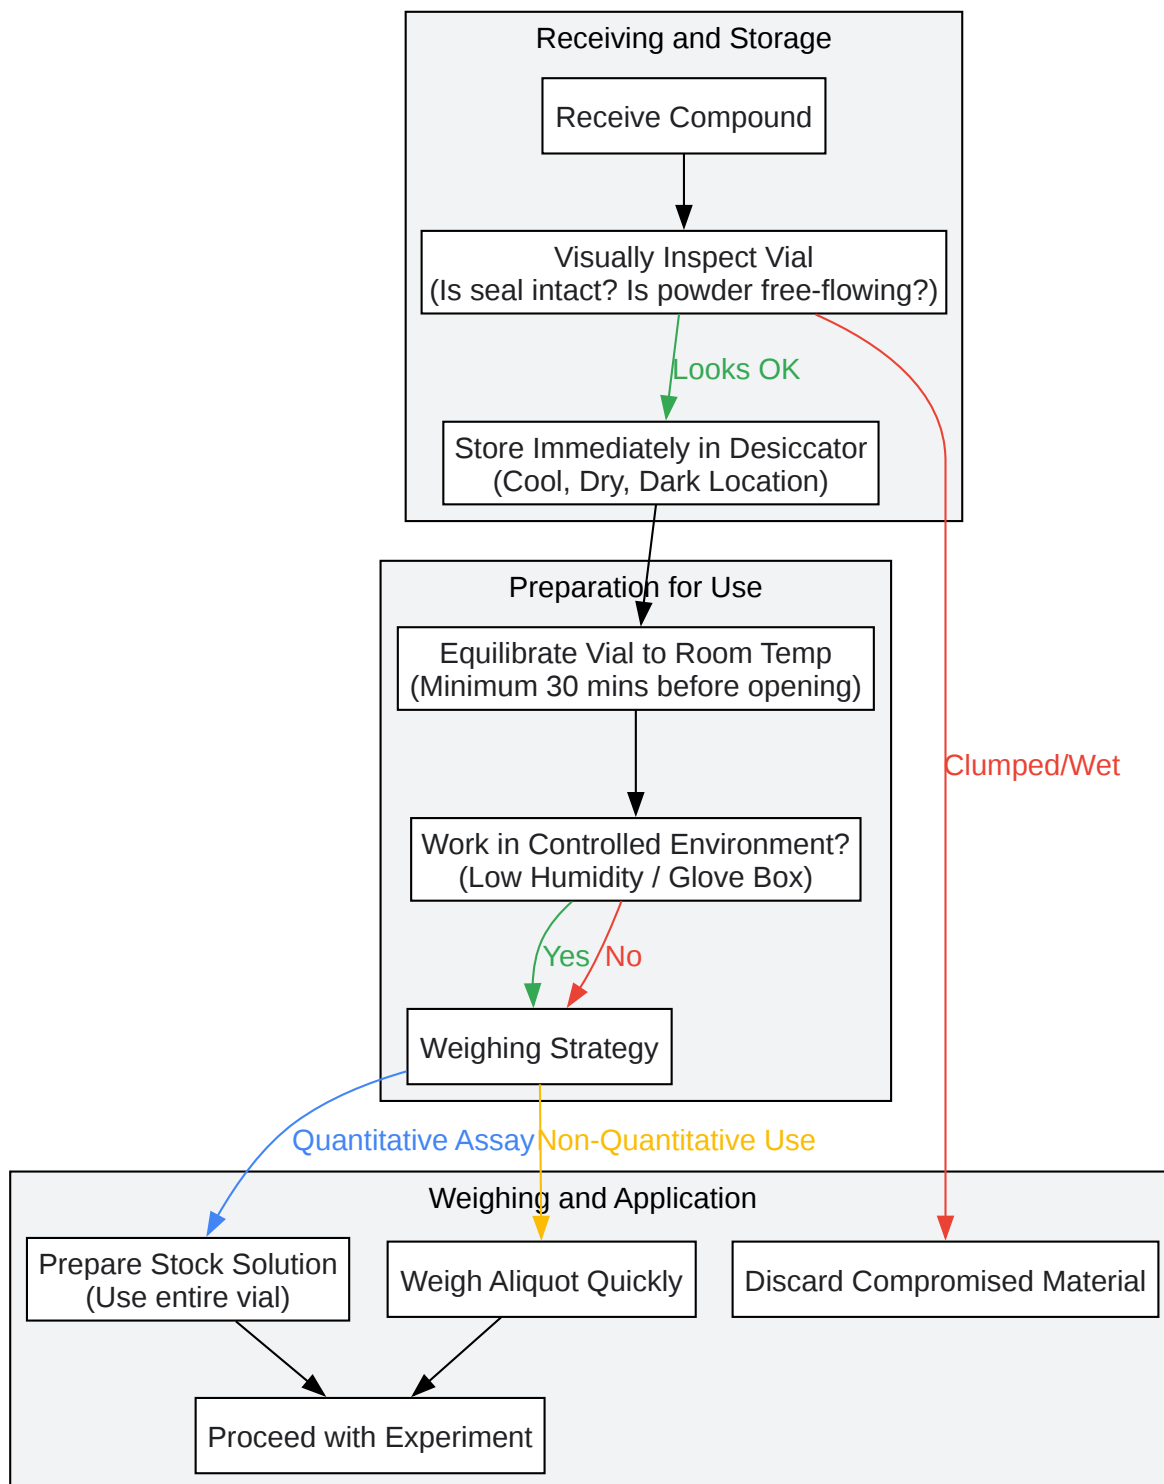 Receiving and Storage
Receive Compound
Visually Inspect Vial
(Is seal intact? Is powder free-flowing?)
Looks OK
Store Immediately in Desiccator
(Cool, Dry, Dark Location)
Preparation for Use
Equilibrate Vial to Room Temp
(Minimum 30 mins before opening)
Clumped/Wet
Work in Controlled Environment?
(Low Humidity / Glove Box)
Yes
No
Weighing Strategy
Quantitative Assay
Non-Quantitative Use
Weighing and Application
Prepare Stock Solution
(Use entire vial)
Weigh Aliquot Quickly
Discard Compromised Material
Proceed with Experiment